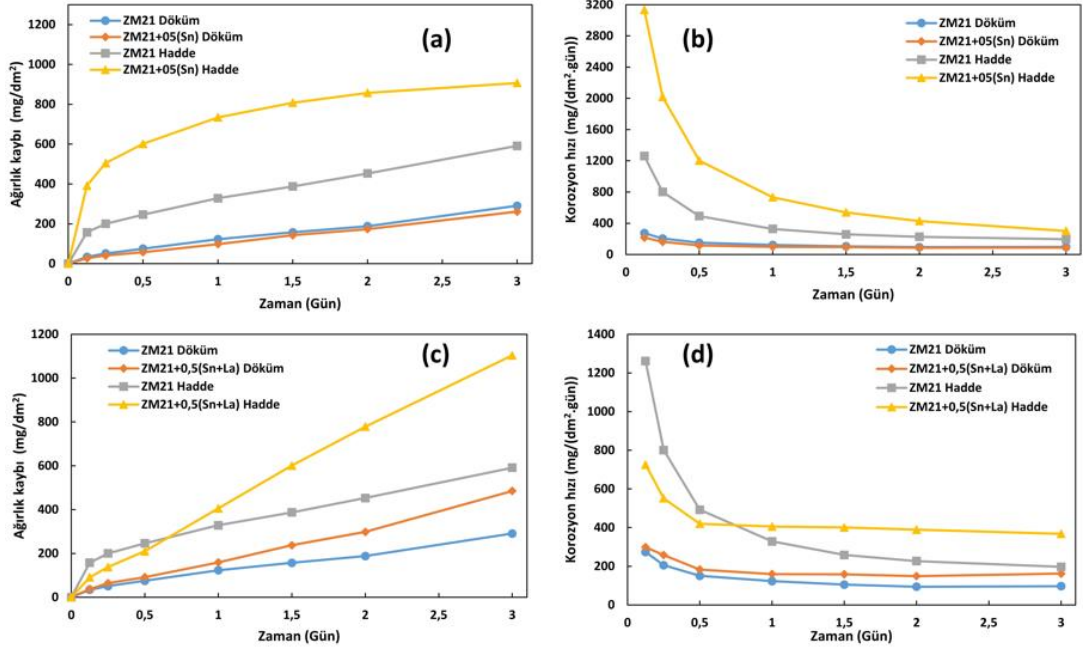 1200
1000
800
600
400
200
0
Ağırlık kaybı (mg/dm²)
ZM21 Döküm
ZM21+05(Sn) Döküm
ZM21 Hadde
ZM21+05(Sn) Hadde
(a)
0 0,5 1 1,5 2 2,5 3
Zaman (Gün)
3200
2800
2400
2000
1600
1200
800
400
0
Korozyon hızı (mg/(dm².gün))
(b)
ZM21 Döküm
ZM21+05(Sn) Döküm
ZM21 Hadde
ZM21+05(Sn) Hadde
0 0,5 1 1,5 2 2,5 3
Zaman (Gün)
1200
1000
800
600
400
200
0
Ağırlık kaybı (mg/dm²)
ZM21 Döküm
ZM21+0,5(Sn+La) Döküm
ZM21 Hadde
ZM21+0,5(Sn+La) Hadde
(c)
0 0,5 1 1,5 2 2,5 3
Zaman (Gün)
1400
1200
1000
800
600
400
200
0
Korozyon hızı (mg/(dm².gün))
(d)
ZM21 Döküm
ZM21+0,5(Sn+La) Döküm
ZM21 Hadde
ZM21+0,5(Sn+La) Hadde
0 0,5 1 1,5 2 2,5 3
Zaman (Gün)